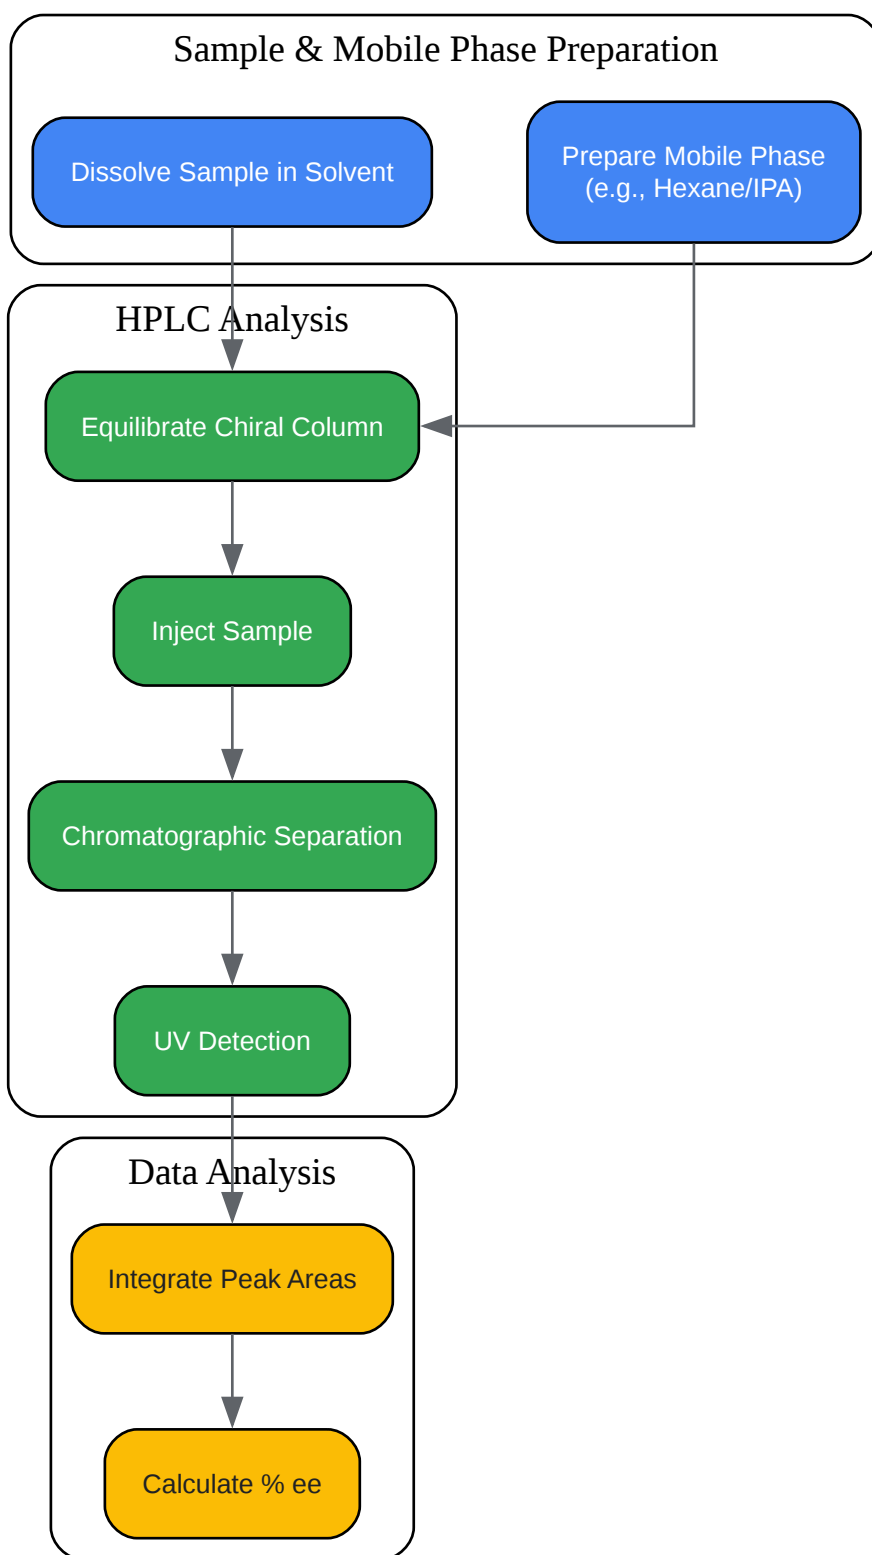 Sample & Mobile Phase Preparation
Dissolve Sample in Solvent
Prepare Mobile Phase
(e.g., Hexane/IPA)
HPLC Analysis
Equilibrate Chiral Column
Inject Sample
Chromatographic Separation
UV Detection
Data Analysis
Integrate Peak Areas
Calculate % ee